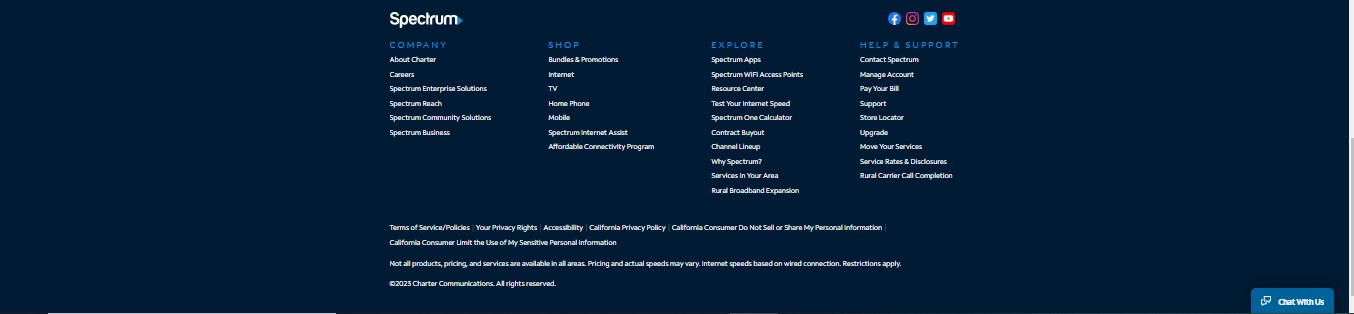 Spectrum
COMPANY
About Charter
Careers
Spectrum Enterprise Solutions
Spectrum Reach
Spectrum Community Solutions
Spectrum Business
SHOP
Bundles & Promotions
Internet
TV
Home Phone
Mobile
Spectrum Internet Assist
Affordable Connectivity Program
EXPLORE
Spectrum Apps
Spectrum WiFi Access Points
Resource Center
Test Your Internet Speed
Spectrum One Calculator
Contract Buyout
Channel Lineup
Why Spectrum?
Services in Your Area
Rural Broadband Expansion
HELP & SUPPORT
Contact Spectrum
Manage Account
Pay Your Bill
Support
Store Locator
Upgrade
Move Your Services
Service Rates & Disclosures
Rural Carrier Call Completion
Terms of Service/Policies | Your Privacy Rights | Accessibility | California Privacy Policy | California Consumer Do Not Sell or Share My Personal Information |
California Consumer Limit the Use of My Sensitive Personal Information
Not all products, pricing, and services are available in all areas. Pricing and actual speeds may vary. Internet speeds based on wired connection. Restrictions apply.
©2023 Charter Communications. All rights reserved.
Chat With Us